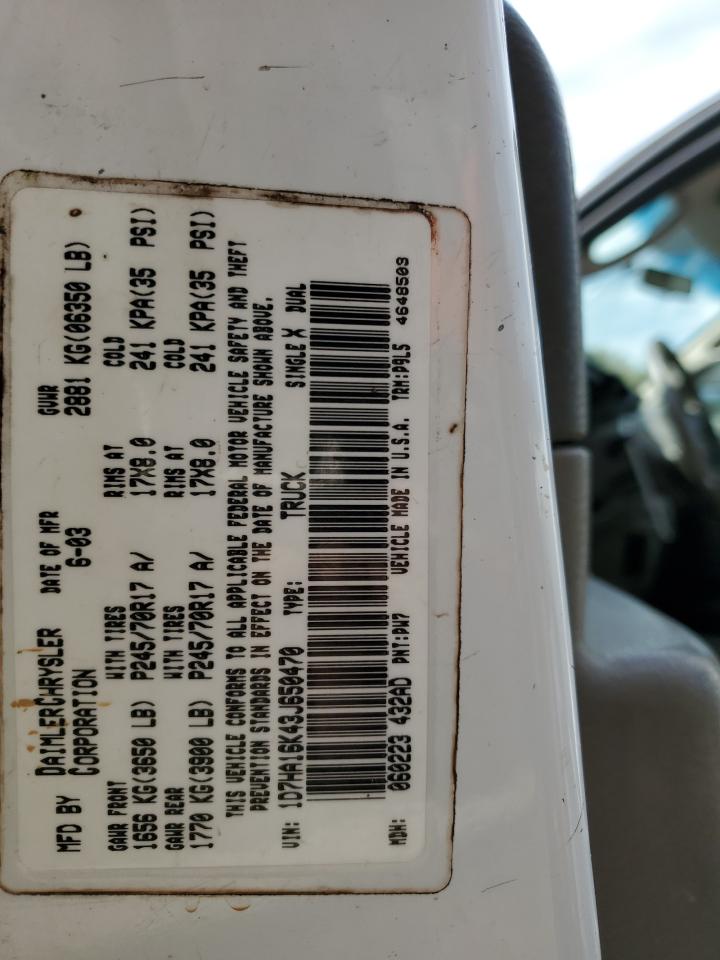 MFD BY DAIMLERCHRYSLER CORPORATION DATE OF MFR 6-03 GVWR 2881 KG(06350 LB)
GAWR FRONT WITH TIRES RIMS AT COLD
1656 KG(3650 LB) P245/70R17 A/ 17X8.0 241 KPA(35 PSI)
GAWR REAR WITH TIRES RIMS AT COLD
1770 KG(3900 LB) P245/70R17 A/ 17X8.0 241 KPA(35 PSI)
THIS VEHICLE CONFORMS TO ALL APPLICABLE FEDERAL MOTOR VEHICLE SAFETY AND THEFT
PREVENTION STANDARDS IN EFFECT ON THE DATE OF MANUFACTURE SHOWN ABOVE.
VIN: 1D7HA16K43J650470 TYPE: TRUCK SINGLE X DUAL
MDH: 060223 432AD PNT:PW7 VEHICLE MADE IN U.S.A. TRM:P9L5 4648503